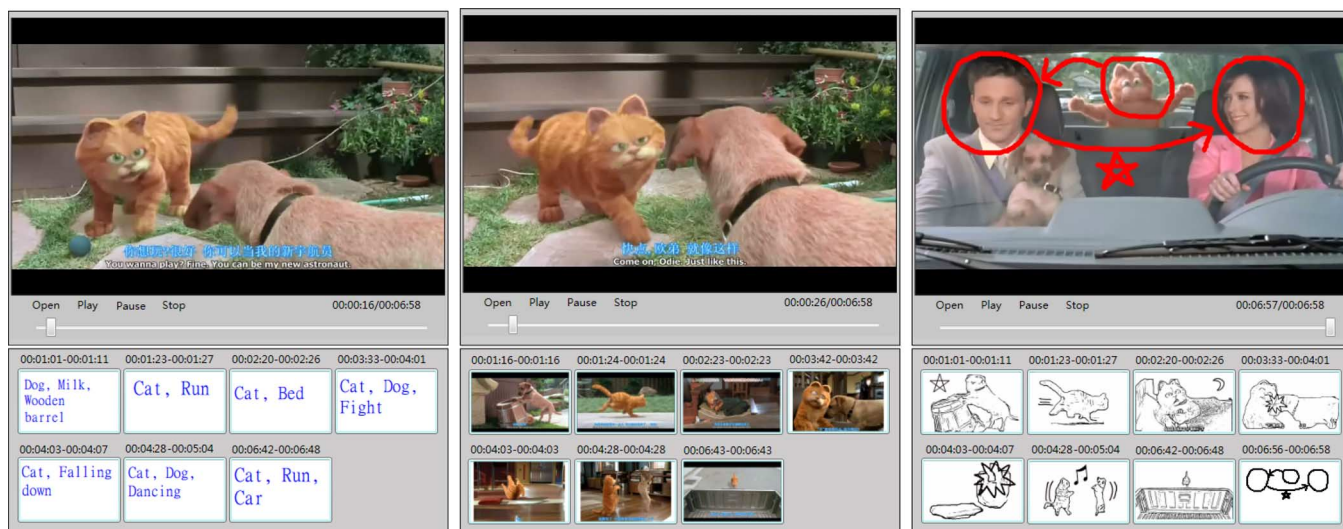 你想玩?很好 你可以当我的新宇航员
You wanna play? Fine. You can be my new astronaut.
Open Play Pause Stop 00:00:16/00:06:58
00:01:01-00:01:11 00:01:23-00:01:27 00:02:20-00:02:26 00:03:33-00:04:01
Dog, Milk,
Wooden
barrel
Cat, Run
Cat, Bed
Cat, Dog,
Fight
00:04:03-00:04:07 00:04:28-00:05:04 00:06:42-00:06:48
Cat, Falling
down
Cat, Dog,
Dancing
Cat, Run,
Car
快点 欧弟 就像这样
Come on, Odie. Just like this.
Open Play Pause Stop 00:00:26/00:06:58
00:01:16-00:01:16 00:01:24-00:01:24 00:02:23-00:02:23 00:03:42-00:03:42
00:04:03-00:04:03 00:04:28-00:04:28 00:06:43-00:06:43
Open Play Pause Stop 00:06:57/00:06:58
00:01:01-00:01:11 00:01:23-00:01:27 00:02:20-00:02:26 00:03:33-00:04:01
00:04:03-00:04:07 00:04:28-00:05:04 00:06:42-00:06:48 00:06:56-00:06:58